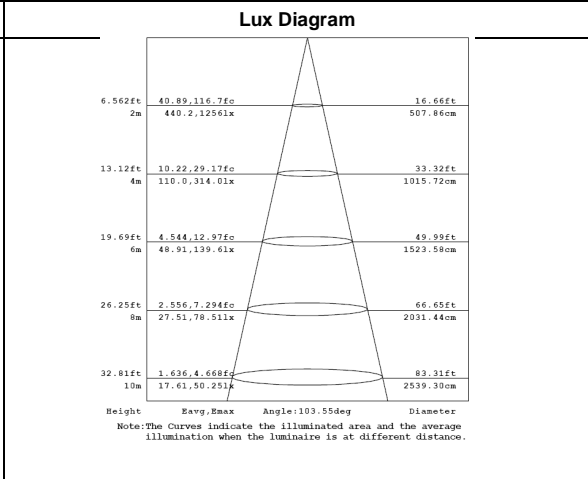 Lux Diagram
6.562ft 40.89,116.7fc 16.66ft
2m 440.2,1256lx 507.86cm
13.12ft 10.22,29.17fc 33.32ft
4m 110.0,314.0lx 1015.72cm
19.69ft 4.544,12.97fc 49.99ft
6m 48.91,139.6lx 1523.58cm
26.25ft 2.556,7.294fc 66.65ft
8m 27.51,78.51lx 2031.44cm
32.81ft 1.636,4.668fc 83.31ft
10m 17.61,50.25lx 2539.30cm
Height Eavg,Emax Angle:103.55deg Diameter
Note:The Curves indicate the illuminated area and the average
illumination when the luminaire is at different distance.